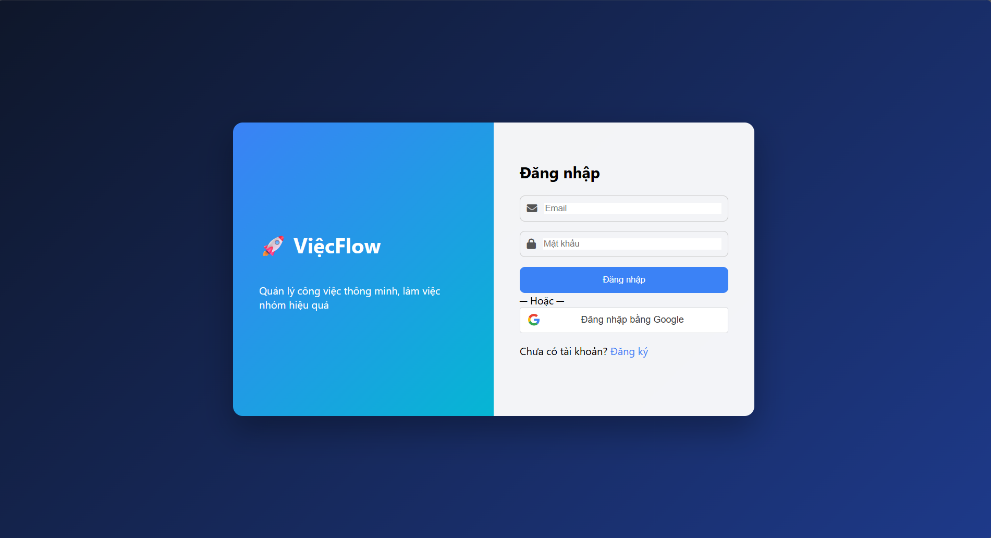 🚀 ViệcFlow
Quản lý công việc thông minh, làm việc
nhóm hiệu quả
Đăng nhập
Email
Mật khẩu
Đăng nhập
— Hoặc —
Đăng nhập bằng Google
Chưa có tài khoản? Đăng ký